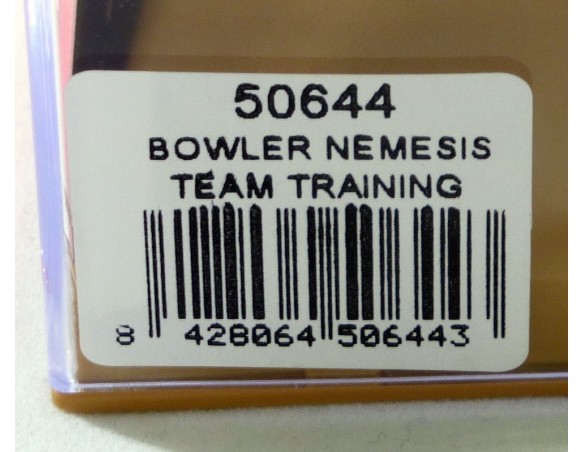 50644
BOWLER NEMESIS
TEAM TRAINING
8 428064 506443